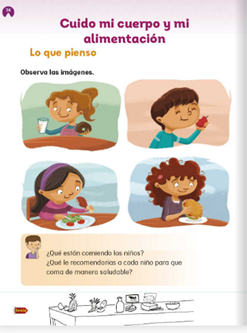 Cuido mi cuerpo y mi
alimentación
Lo que pienso
Observa las imágenes.
¿Qué están comiendo los niños?
¿Qué le recomendarías a cada niño para que
coma de manera saludable?